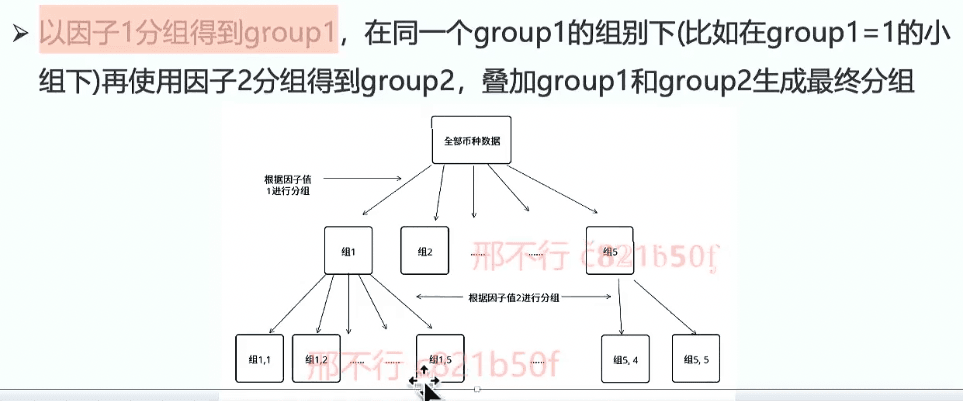 ➢ 以因子1分组得到group1，在同一个group1的组别下(比如在group1=1的小
组下)再使用因子2分组得到group2，叠加group1和group2生成最终分组
全部币种数据
根据因子值
1进行分组
组1
组2
......
......
组5
邢不行 c821b50f
根据因子值2进行分组
组1,1
组1,2
......
......
组1,5
......
组5, 4
组5, 5
邢不行 c821b50f